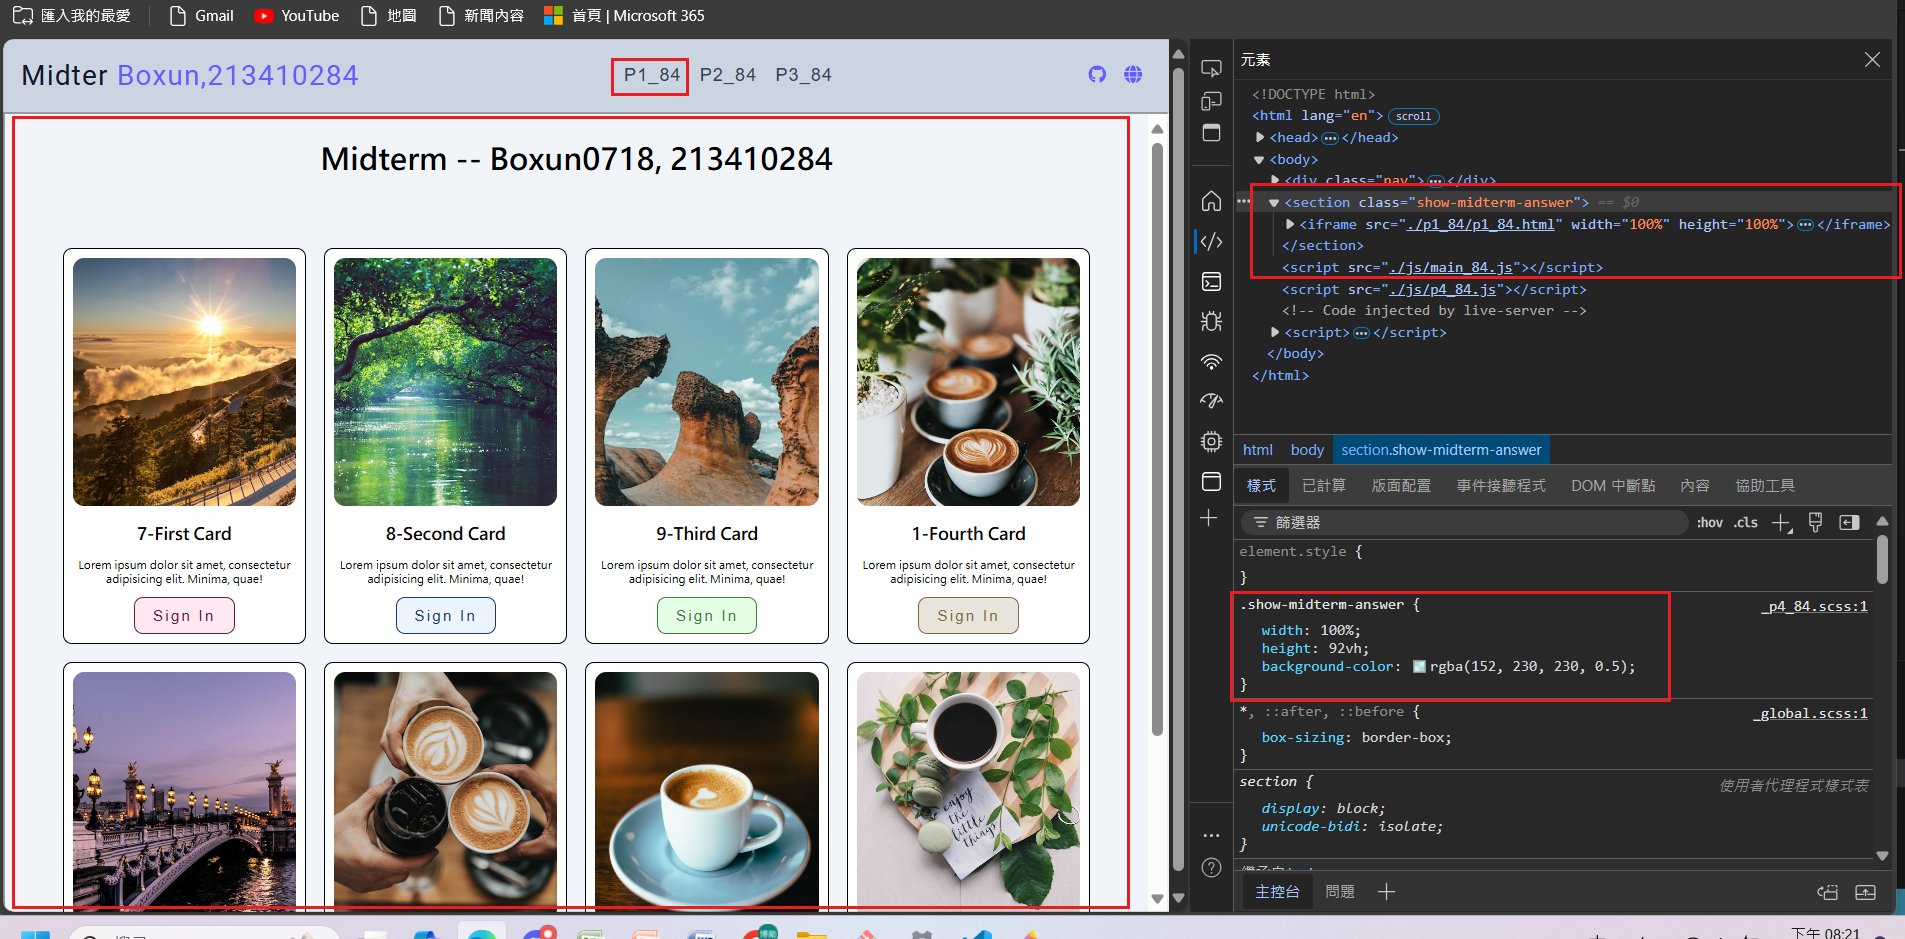 匯入我的最愛 Gmail YouTube 地圖 新聞內容 首頁 | Microsoft 365
Midter Boxun,213410284 P1_84 P2_84 P3_84
Midterm -- Boxun0718, 213410284
7-First Card
Lorem ipsum dolor sit amet, consectetur
adipisicing elit. Minima, quae!
Sign In
8-Second Card
Lorem ipsum dolor sit amet, consectetur
adipisicing elit. Minima, quae!
Sign In
9-Third Card
Lorem ipsum dolor sit amet, consectetur
adipisicing elit. Minima, quae!
Sign In
1-Fourth Card
Lorem ipsum dolor sit amet, consectetur
adipisicing elit. Minima, quae!
Sign In
enjoy
the
little
things
元素
<!DOCTYPE html>
<html lang="en"> scroll
<head> ••• </head>
<body>
<div class="nav"> ••• </div>
<section class="show-midterm-answer"> == $0
<iframe src="./p1_84/p1_84.html" width="100%" height="100%"> ••• </iframe>
</section>
<script src="./js/main_84.js"></script>
<script src="./js/p4_84.js"></script>
<!-- Code injected by live-server -->
<script> ••• </script>
</body>
</html>
html body section.show-midterm-answer
樣式 已計算 版面配置 事件接聽程式 DOM 中斷點 內容 協助工具
篩選器 :hov .cls
element.style {
}
.show-midterm-answer { _p4_84.scss:1
width: 100%;
height: 92vh;
background-color: rgba(152, 230, 230, 0.5);
}
*, ::after, ::before { _global.scss:1
box-sizing: border-box;
}
section { 使用者代理程式樣式表
display: block;
unicode-bidi: isolate;
}
主控台 問題
下午 08:21